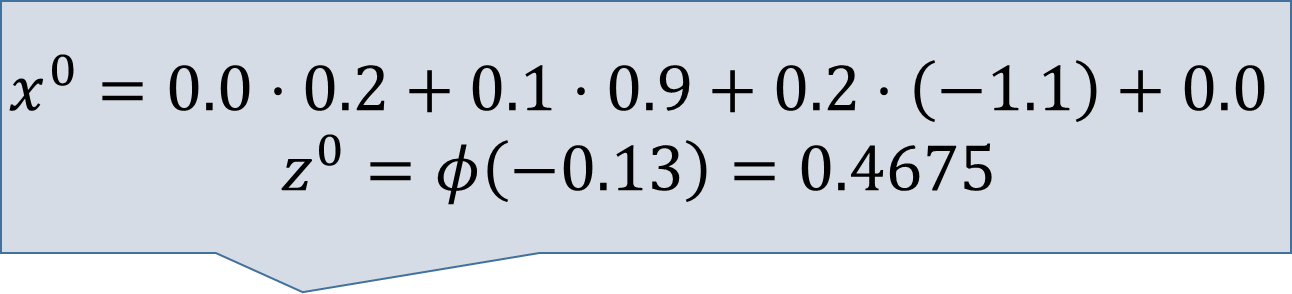 x⁰ = 0.0 · 0.2 + 0.1 · 0.9 + 0.2 · (−1.1) + 0.0
z⁰ = ϕ(−0.13) = 0.4675